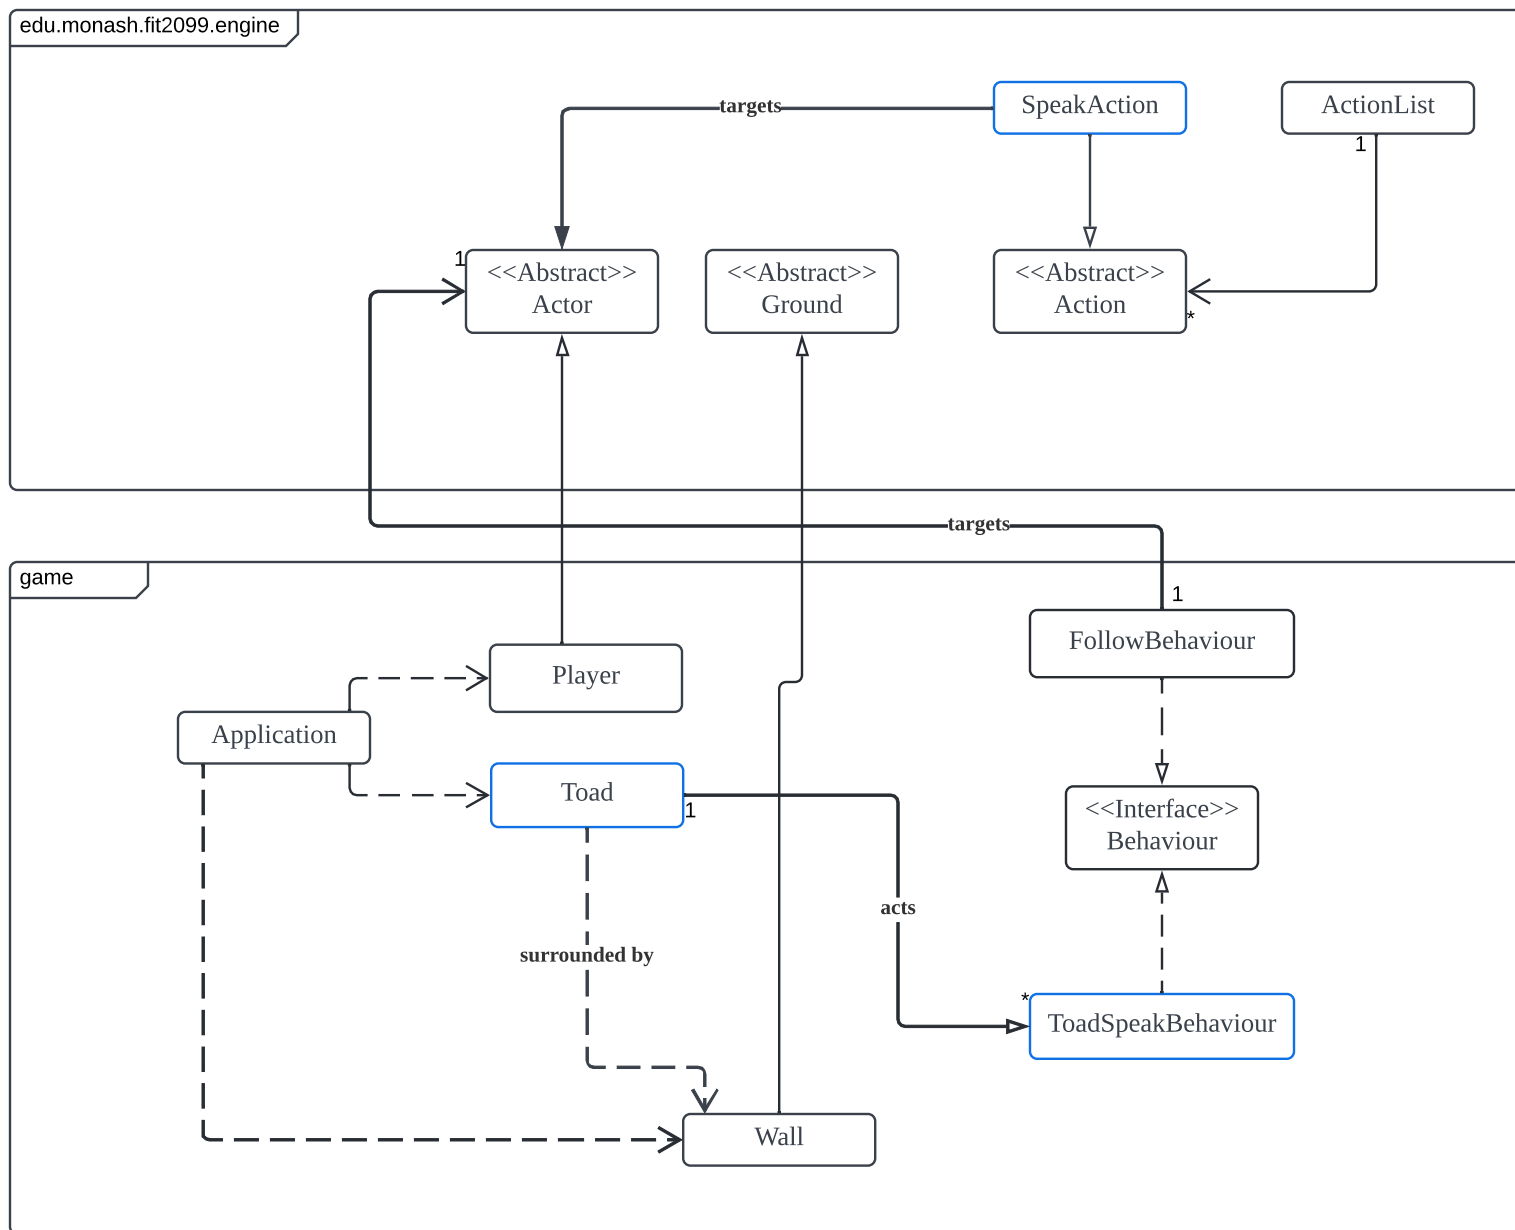 edu.monash.fit2099.engine
targets
SpeakAction
ActionList
1
1
<<Abstract>>
Actor
<<Abstract>>
Ground
<<Abstract>>
Action
*
targets
game
1
FollowBehaviour
Player
Application
Toad
1
<<Interface>>
Behaviour
acts
surrounded by
*
ToadSpeakBehaviour
Wall